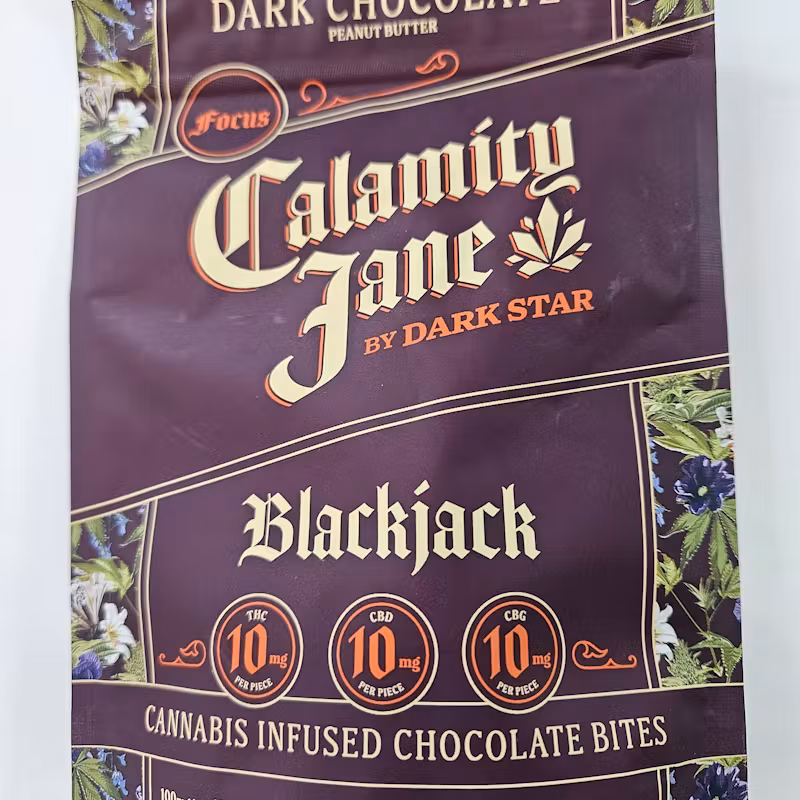 DARK CHOCOLATE
PEANUT BUTTER
Focus
Calamity
Jane
BY DARK STAR
Blackjack
THC
10mg
PER PIECE
CBD
10mg
PER PIECE
CBG
10mg
PER PIECE
CANNABIS INFUSED CHOCOLATE BITES